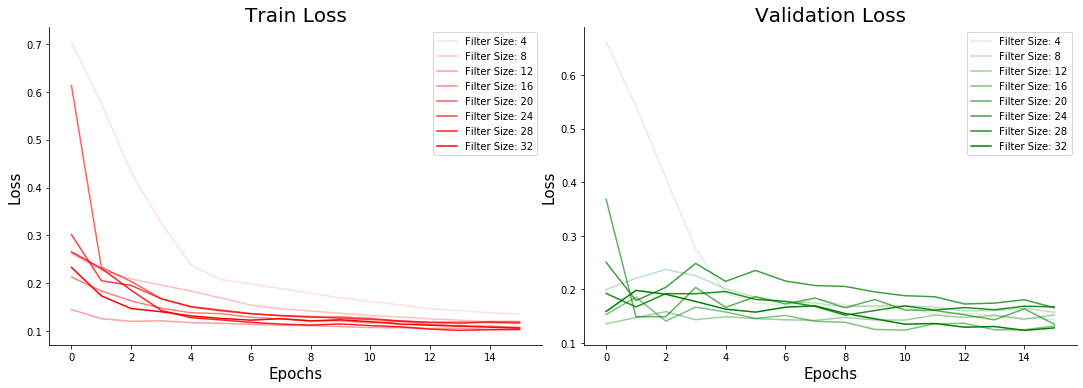 Train Loss
Loss
0.7
0.6
0.5
0.4
0.3
0.2
0.1
0 2 4 6 8 10 12 14
Epochs
Filter Size: 4
Filter Size: 8
Filter Size: 12
Filter Size: 16
Filter Size: 20
Filter Size: 24
Filter Size: 28
Filter Size: 32
Validation Loss
Loss
0.6
0.5
0.4
0.3
0.2
0.1
0 2 4 6 8 10 12 14
Epochs
Filter Size: 4
Filter Size: 8
Filter Size: 12
Filter Size: 16
Filter Size: 20
Filter Size: 24
Filter Size: 28
Filter Size: 32